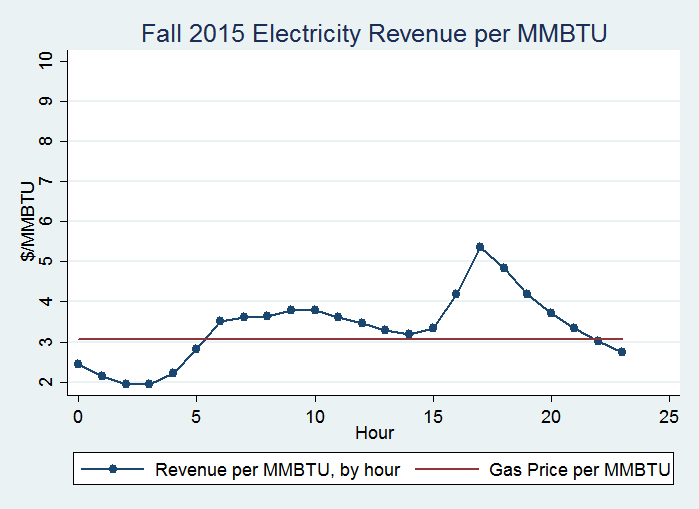 Fall 2015 Electricity Revenue per MMBTU
$/MMBTU
10
9
8
7
6
5
4
3
2
0 5 10 15 20 25
Hour
Revenue per MMBTU, by hour Gas Price per MMBTU